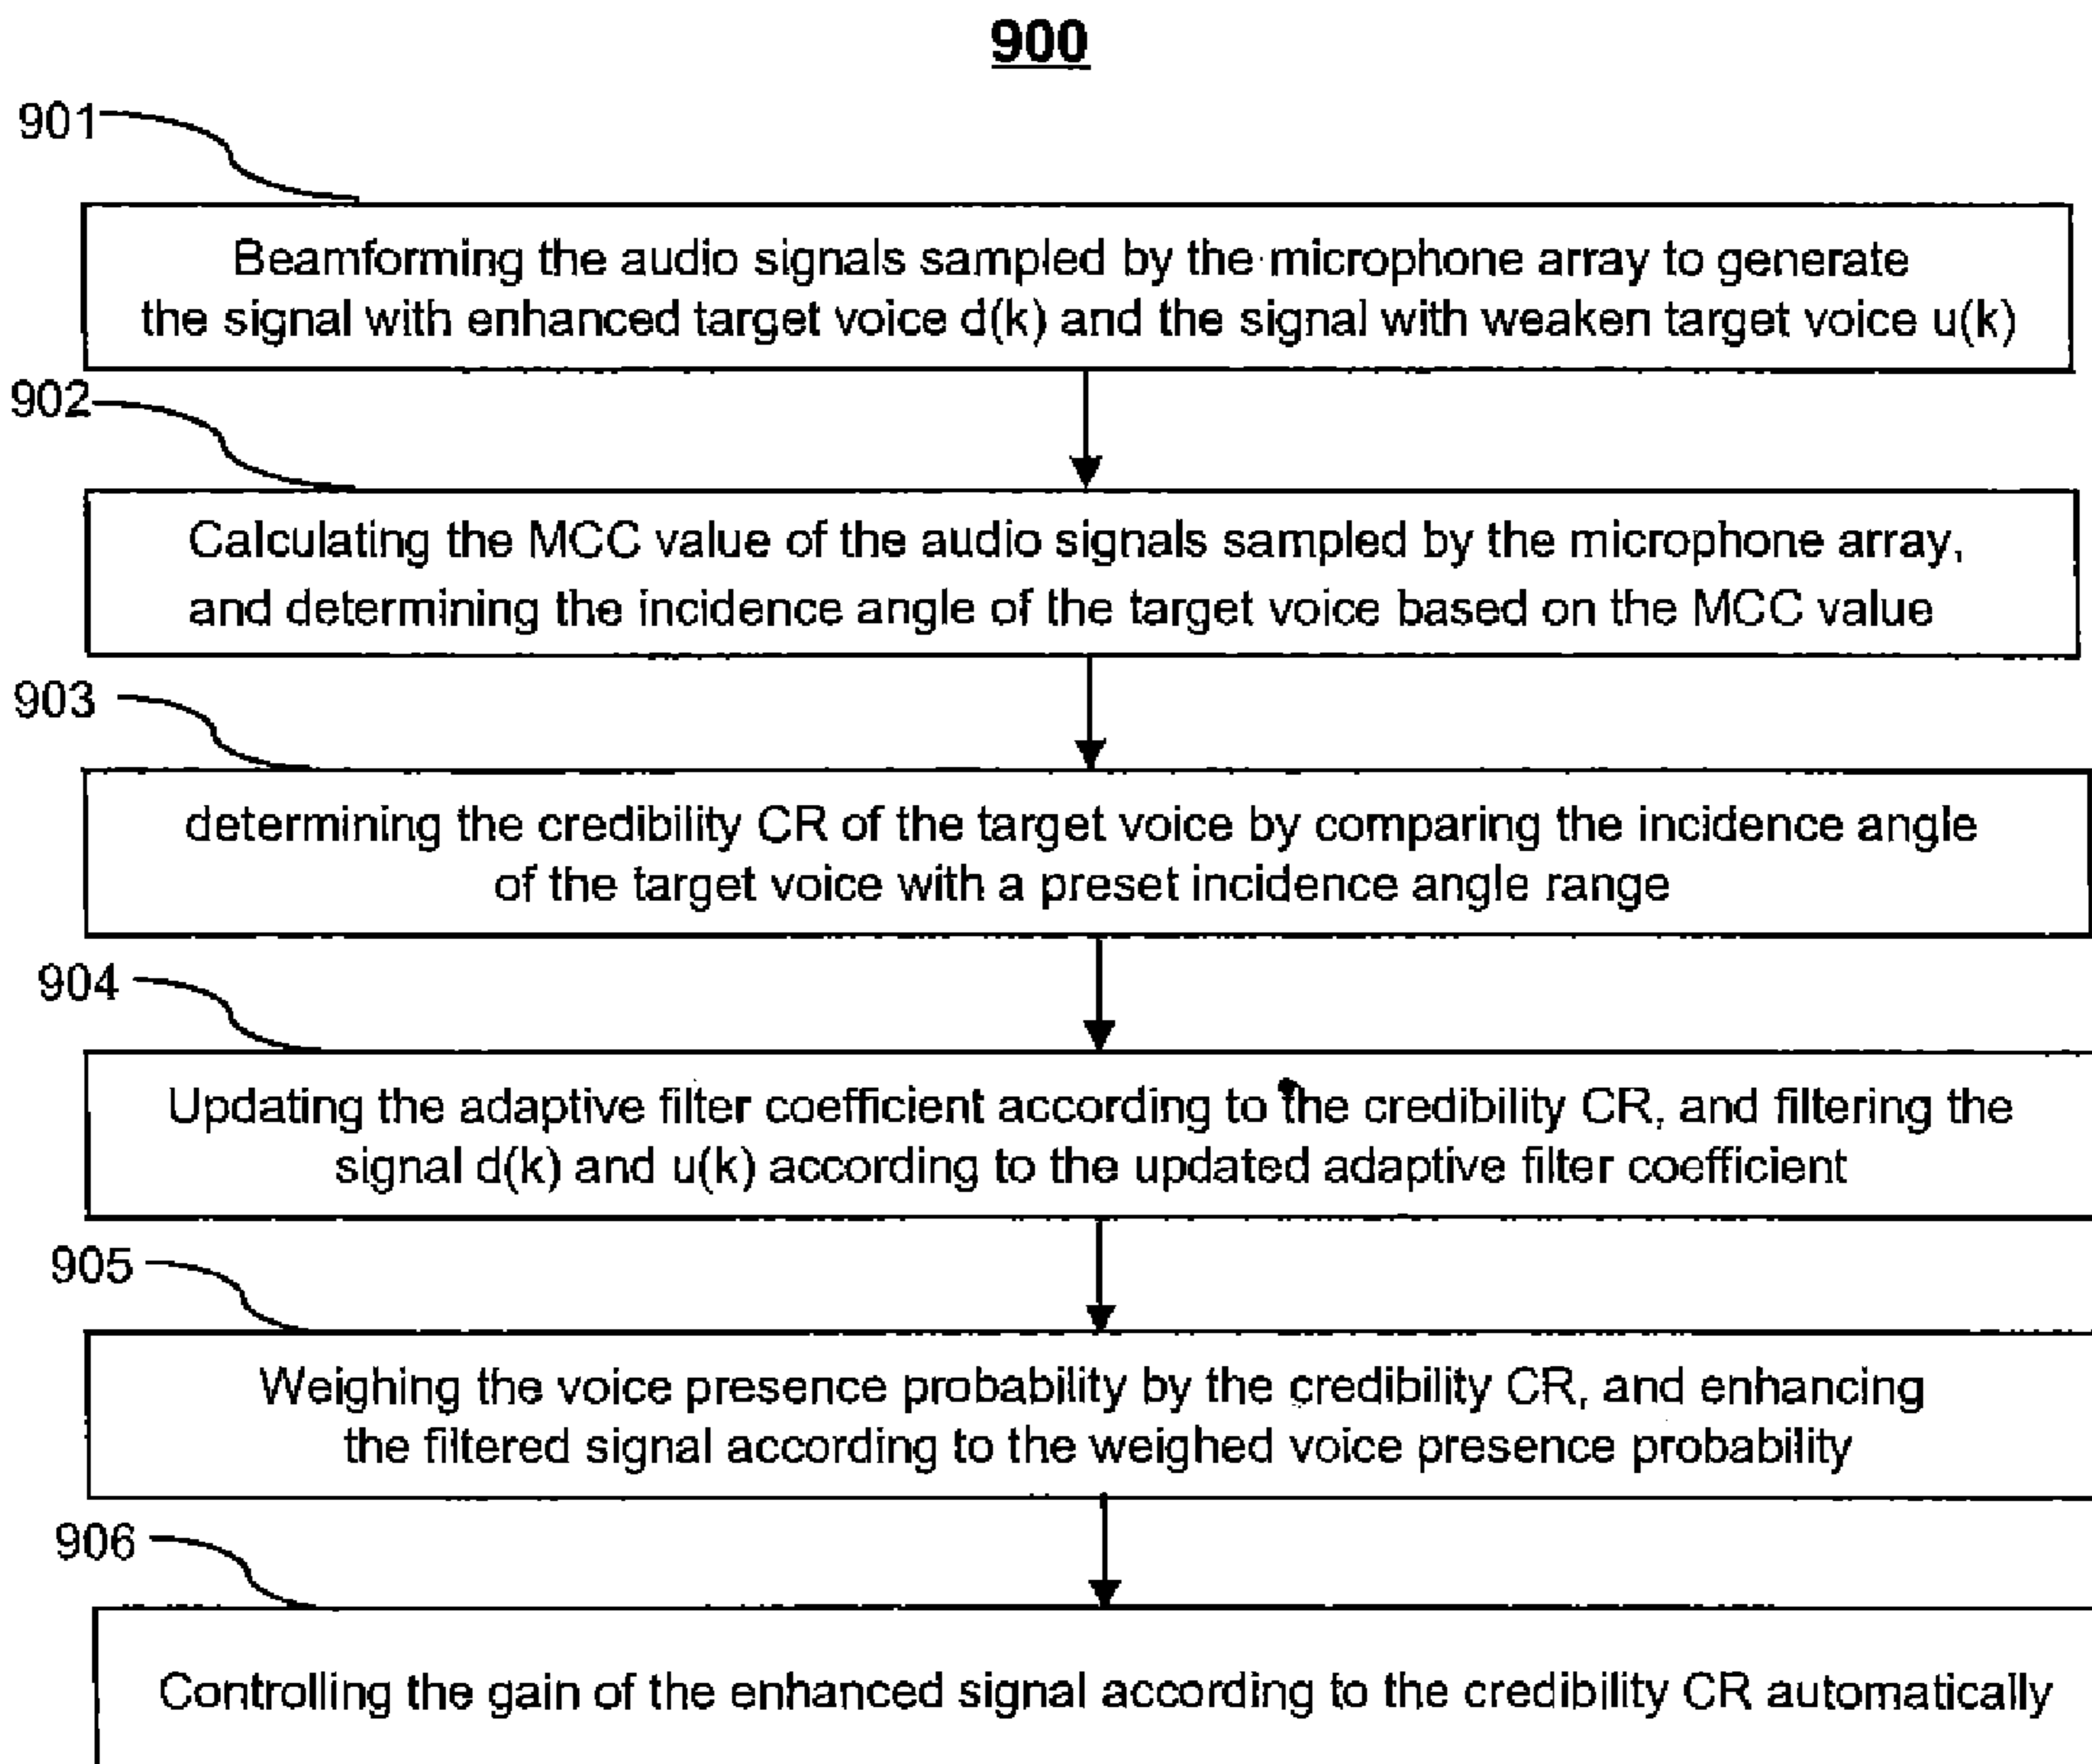 900
901
Beamforming the audio signals sampled by the microphone array to generate
the signal with enhanced target voice d(k) and the signal with weaken target voice u(k)
902
Calculating the MCC value of the audio signals sampled by the microphone array,
and determining the incidence angle of the target voice based on the MCC value
903
determining the credibility CR of the target voice by comparing the incidence angle
of the target voice with a preset incidence angle range
904
Updating the adaptive filter coefficient according to the credibility CR, and filtering the
signal d(k) and u(k) according to the updated adaptive filter coefficient
905
Weighing the voice presence probability by the credibility CR, and enhancing
the filtered signal according to the weighed voice presence probability
906
Controlling the gain of the enhanced signal according to the credibility CR automatically